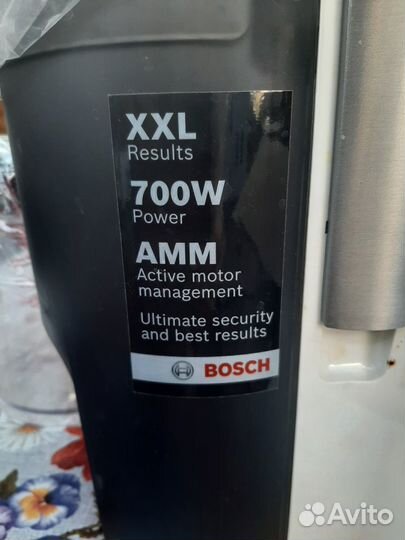 XXL
Results
700W
Power
AMM
Active motor
management
Ultimate security
and best results
BOSCH
Avito